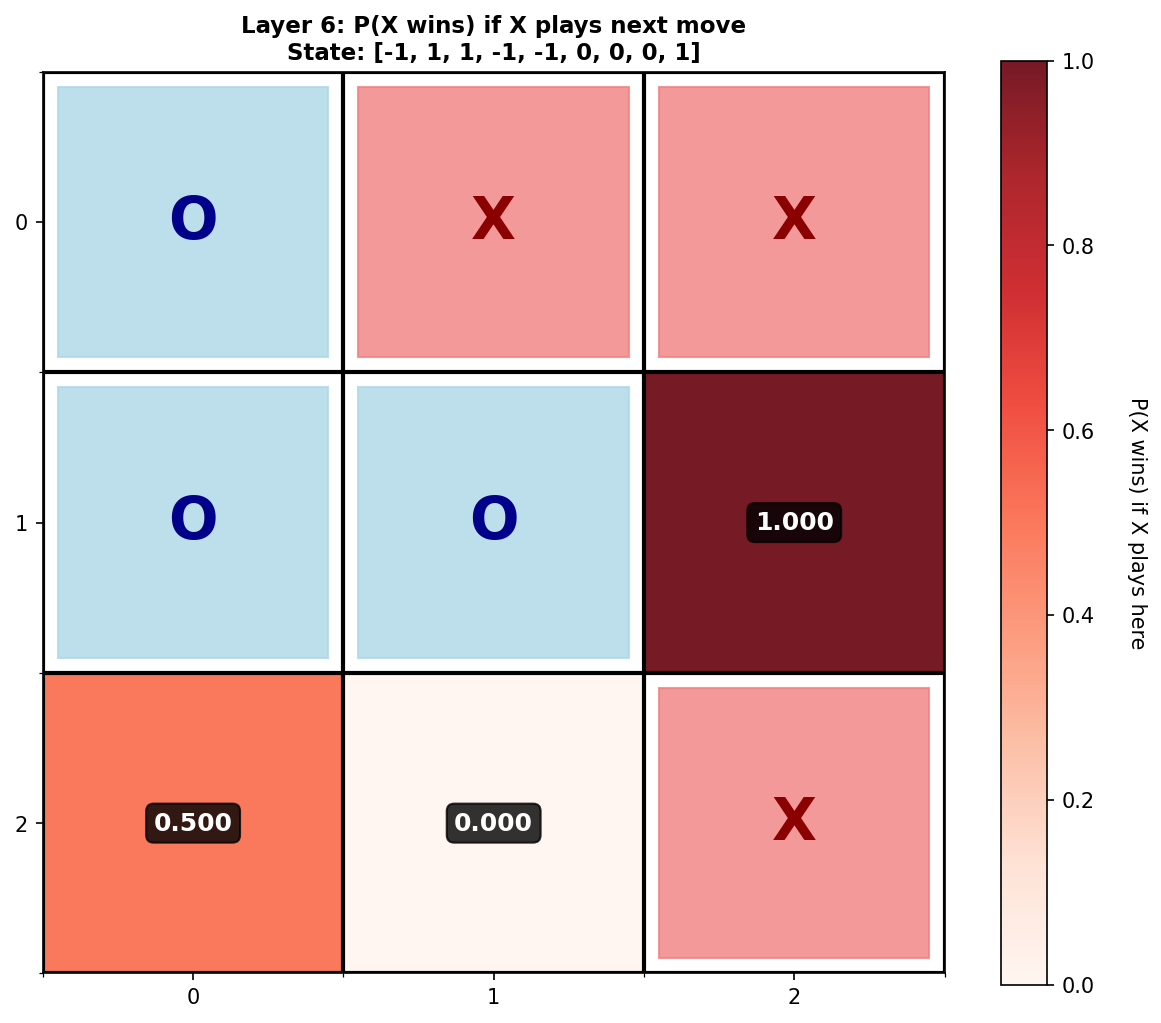 Layer 6: P(X wins) if X plays next move
State: [-1, 1, 1, -1, -1, 0, 0, 0, 1]
0
O
X
X
1
O
O
1.000
2
0.500
0.000
X
0
1
2
1.0
0.8
0.6
0.4
0.2
0.0
P(X wins) if X plays here